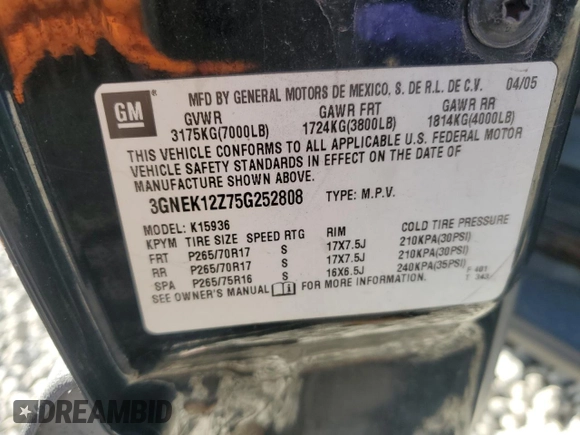 GM ®
MFD BY GENERAL MOTORS DE MEXICO, S. DE R.L. DE C.V. 04/05
GVWR GAWR FRT GAWR RR
3175KG(7000LB) 1724KG(3800LB) 1814KG(4000LB)
THIS VEHICLE CONFORMS TO ALL APPLICABLE U.S. FEDERAL MOTOR
VEHICLE SAFETY STANDARDS IN EFFECT ON THE DATE OF
MANUFACTURE SHOWN ABOVE.
3GNEK12Z75G252808 TYPE: M.P.V.
MODEL: K15936
KPYM TIRE SIZE SPEED RTG RIM COLD TIRE PRESSURE
FRT P265/70R17 S 17X7.5J 210KPA(30PSI)
RR P265/70R17 S 17X7.5J 210KPA(30PSI)
SPA P265/75R16 S 16X6.5J 240KPA(35PSI)
SEE OWNER'S MANUAL FOR MORE INFORMATION.
F 401
T 343
DREAMBID